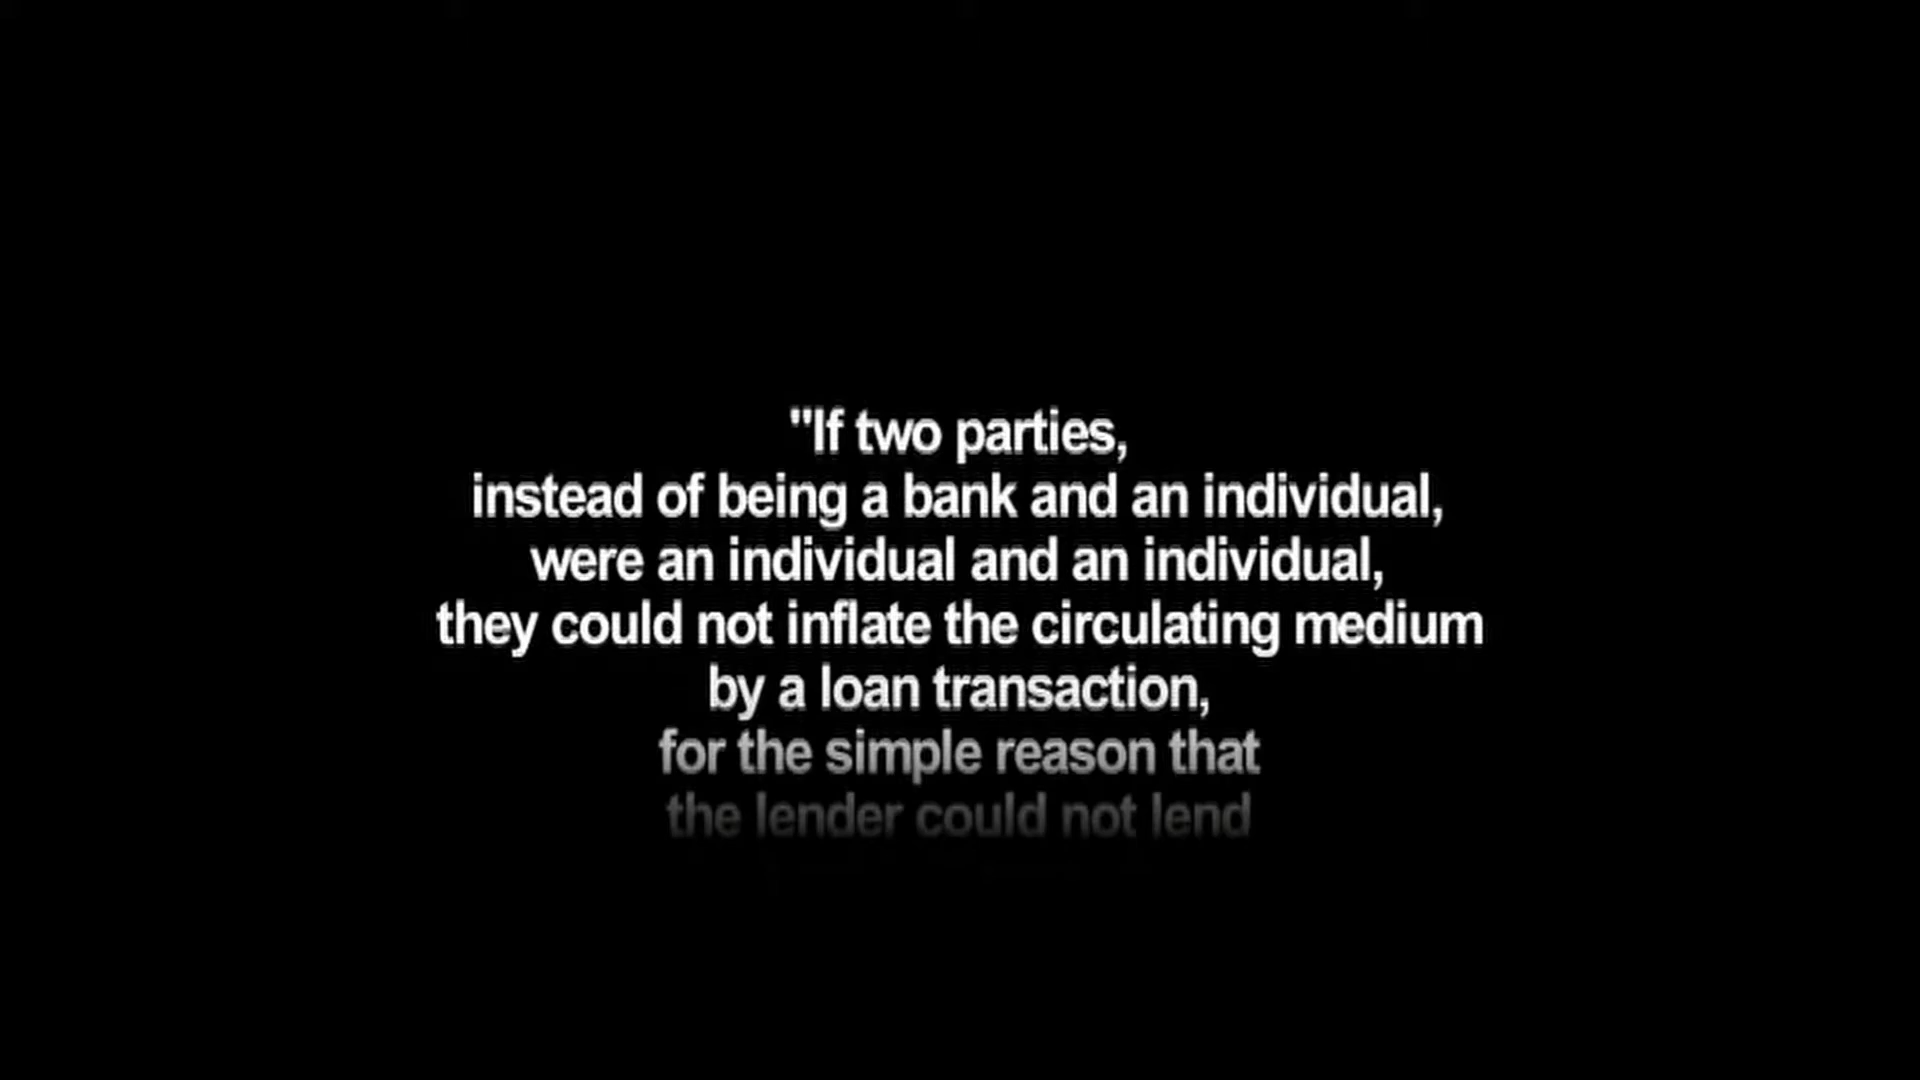 "If two parties,
instead of being a bank and an individual,
were an individual and an individual,
they could not inflate the circulating medium
by a loan transaction,
for the simple reason that
the lender could not lend